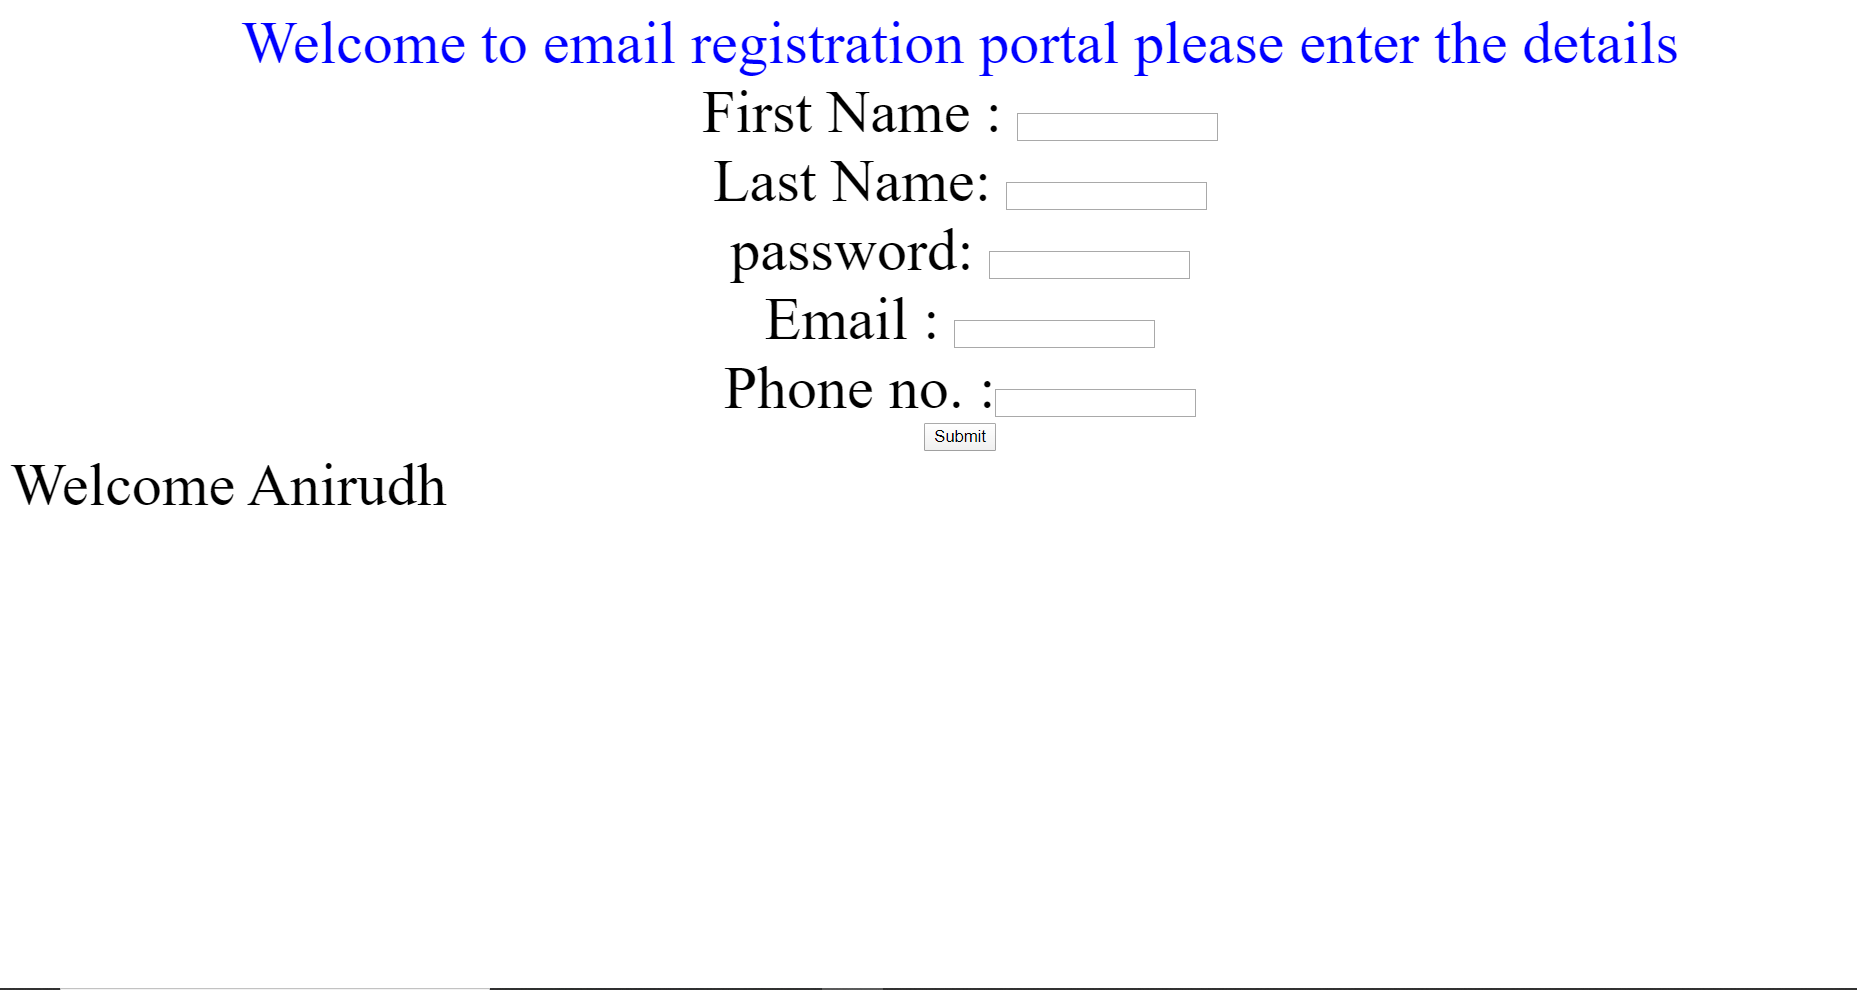 Welcome to email registration portal please enter the details
First Name :
Last Name:
password:
Email :
Phone no. :
Submit
Welcome Anirudh